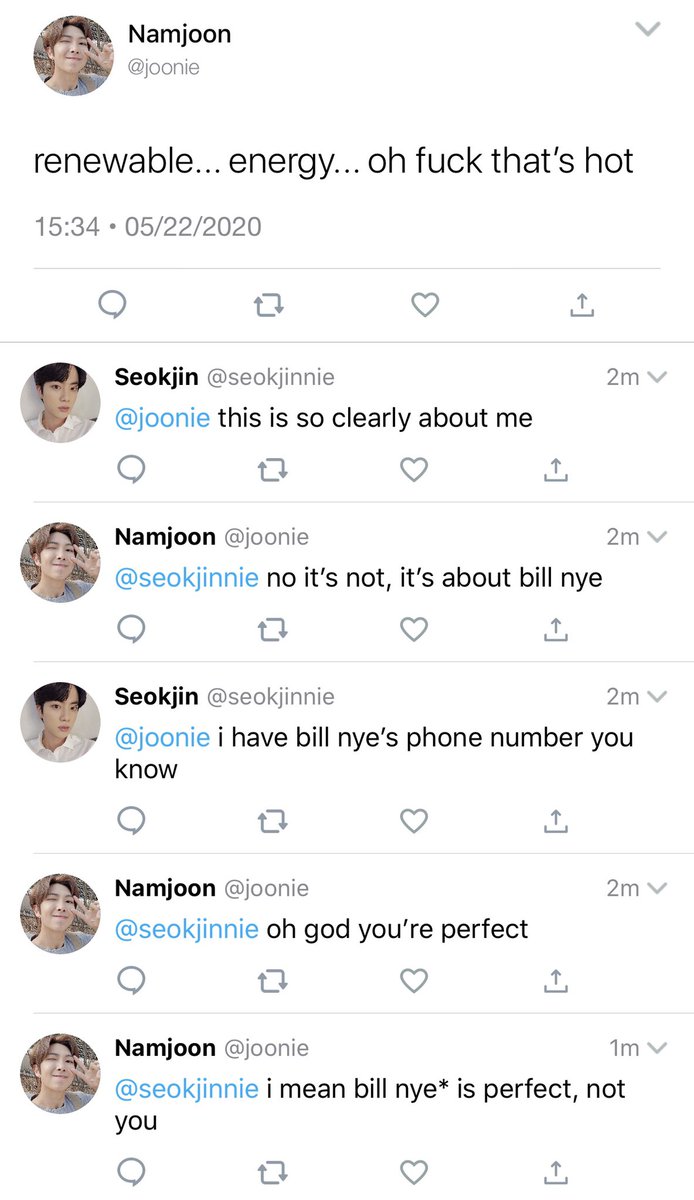 Namjoon
@joonie
renewable... energy... oh fuck that's hot
15:34 • 05/22/2020
Seokjin @seokjinnie 2m
@joonie this is so clearly about me
Namjoon @joonie 2m
@seokjinnie no it's not, it's about bill nye
Seokjin @seokjinnie 2m
@joonie i have bill nye's phone number you
know
Namjoon @joonie 2m
@seokjinnie oh god you're perfect
Namjoon @joonie 1m
@seokjinnie i mean bill nye* is perfect, not
you